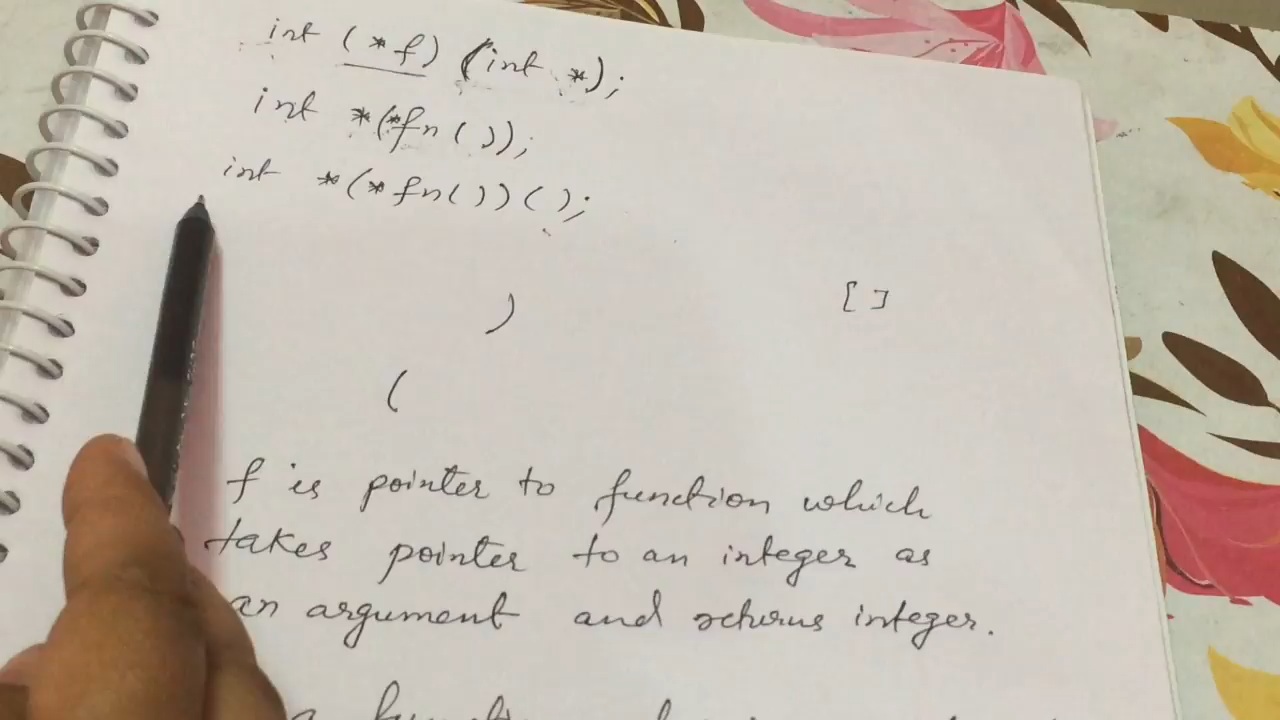 int (*f) (int *);
int *(*fn ());
int *(*fn())();
)
[]
(
f is pointer to function which
takes pointer to an integer as
an argument and returns integer.